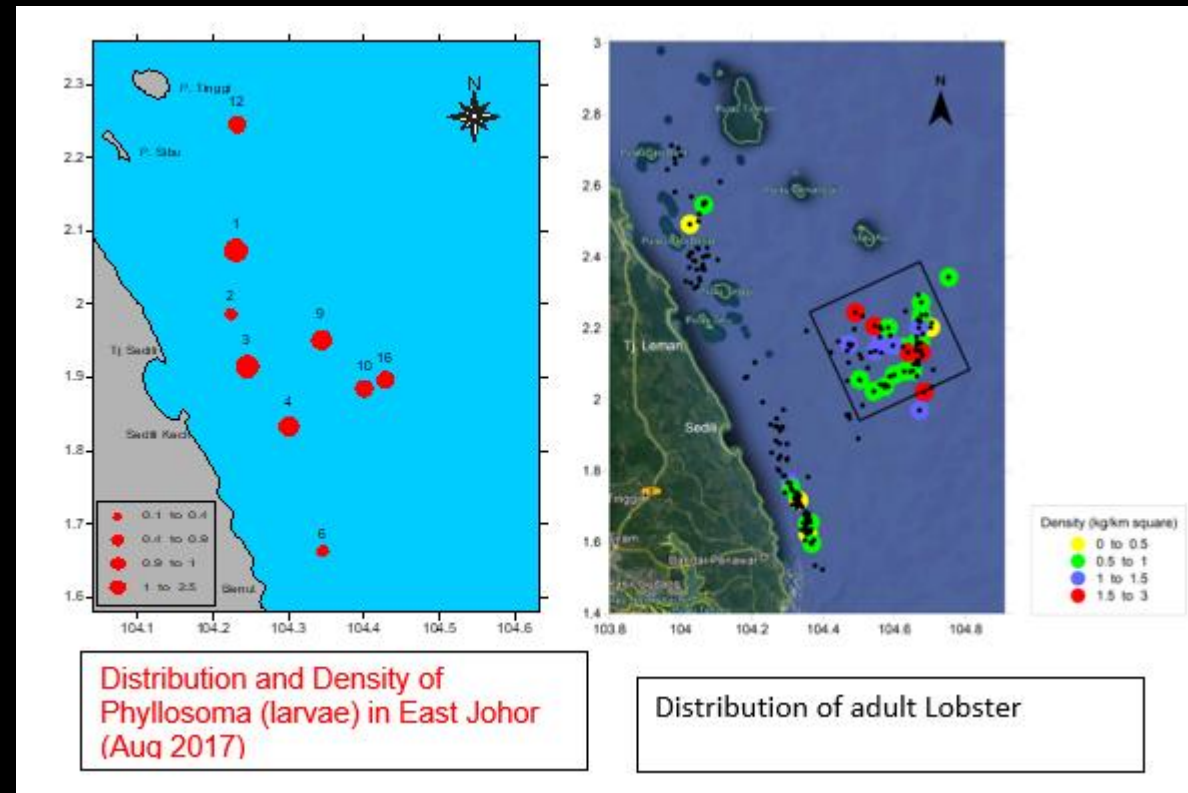 2.3
2.2
2.1
2
1.9
1.8
1.7
1.6
104.1 104.2 104.3 104.4 104.5 104.6
N
P. Tinggi
12
P. Sibu
1
2
9
3
10 16
4
6
Tj. Sedili
Sedili Kecil
0.1 to 0.4
0.9 to 1
1 to 2.5
Distribution and Density of
Phyllosoma (larvae) in East Johor
(Aug 2017)
3
2.8
2.6
2.4
2.2
2
1.8
1.6
1.4
103.8 104 104.2 104.4 104.6 104.8
N
Tj. Leman
Sedili
Bandar Penawar
Density (kg/km square)
0 to 0.5
0.5 to 1
1 to 1.5
1.5 to 3
Distribution of adult Lobster